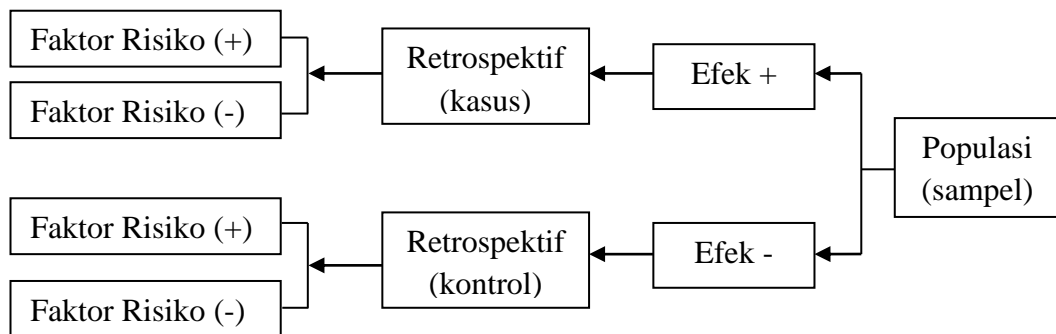 Faktor Risiko (+)
Retrospektif
(kasus)
Efek +
Faktor Risiko (-)
Populasi
(sampel)
Faktor Risiko (+)
Retrospektif
(kontrol)
Efek -
Faktor Risiko (-)